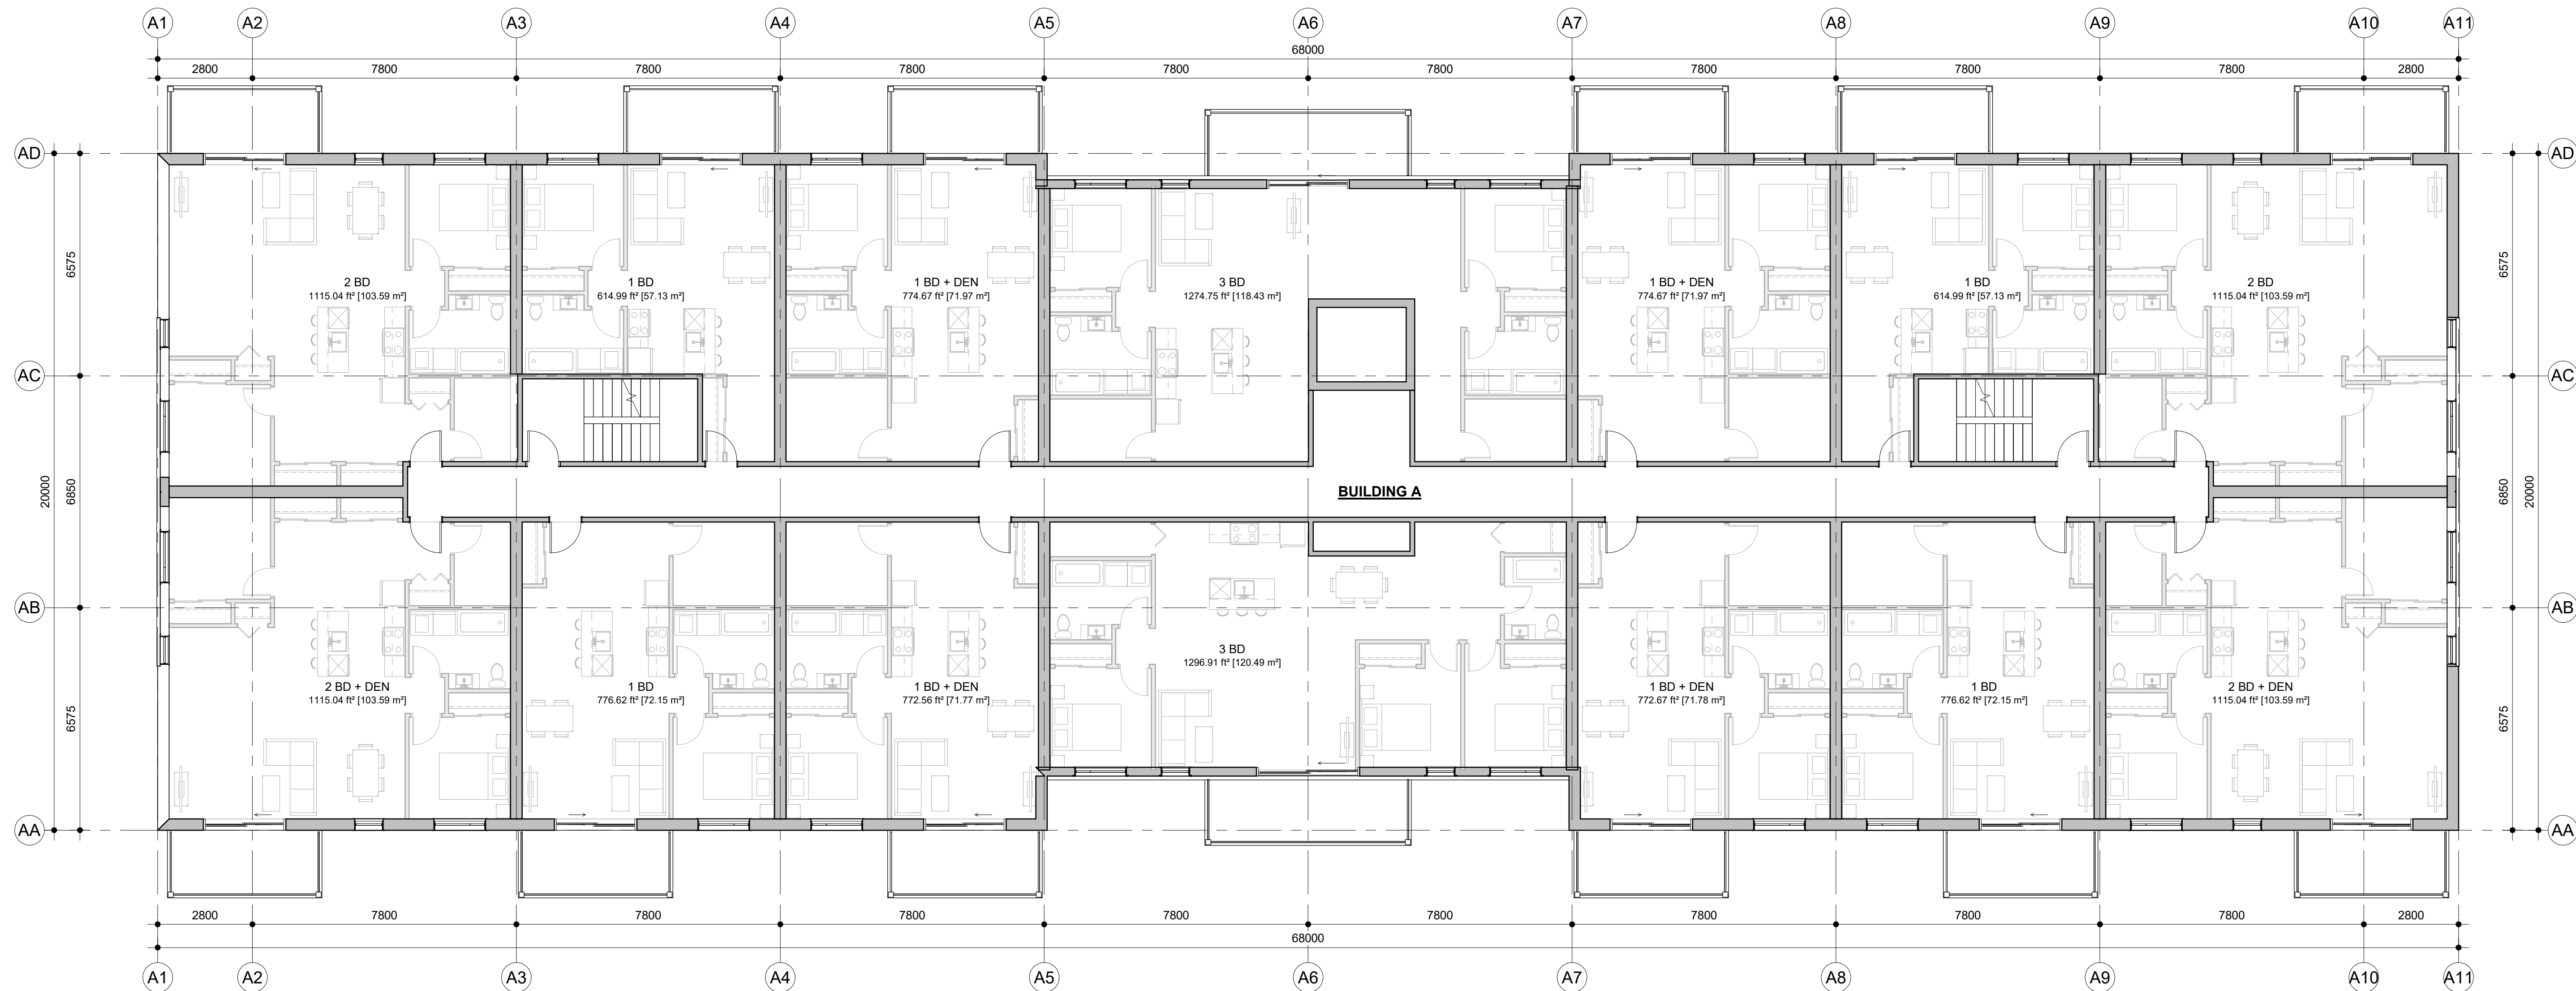 A1 A2 A3 A4 A5 A6 A7 A8 A9 A10 A11
68000
2800 7800 7800 7800 7800 7800 7800 7800 7800 2800
AD AD
6575 6575
2 BD
1115.04 ft² [103.59 m²]
1 BD
614.99 ft² [57.13 m²]
1 BD + DEN
774.67 ft² [71.97 m²]
3 BD
1274.75 ft² [118.43 m²]
1 BD + DEN
774.67 ft² [71.97 m²]
1 BD
614.99 ft² [57.13 m²]
2 BD
1115.04 ft² [103.59 m²]
AC AC
20000 6850 6850 20000
BUILDING A
AB AB
6575 6575
2 BD + DEN
1115.04 ft² [103.59 m²]
1 BD
776.62 ft² [72.15 m²]
1 BD + DEN
772.56 ft² [71.77 m²]
3 BD
1296.91 ft² [120.49 m²]
1 BD + DEN
772.67 ft² [71.78 m²]
1 BD
776.62 ft² [72.15 m²]
2 BD + DEN
1115.04 ft² [103.59 m²]
AA AA
2800 7800 7800 7800 7800 7800 7800 7800 7800 2800
68000
A1 A2 A3 A4 A5 A6 A7 A8 A9 A10 A11